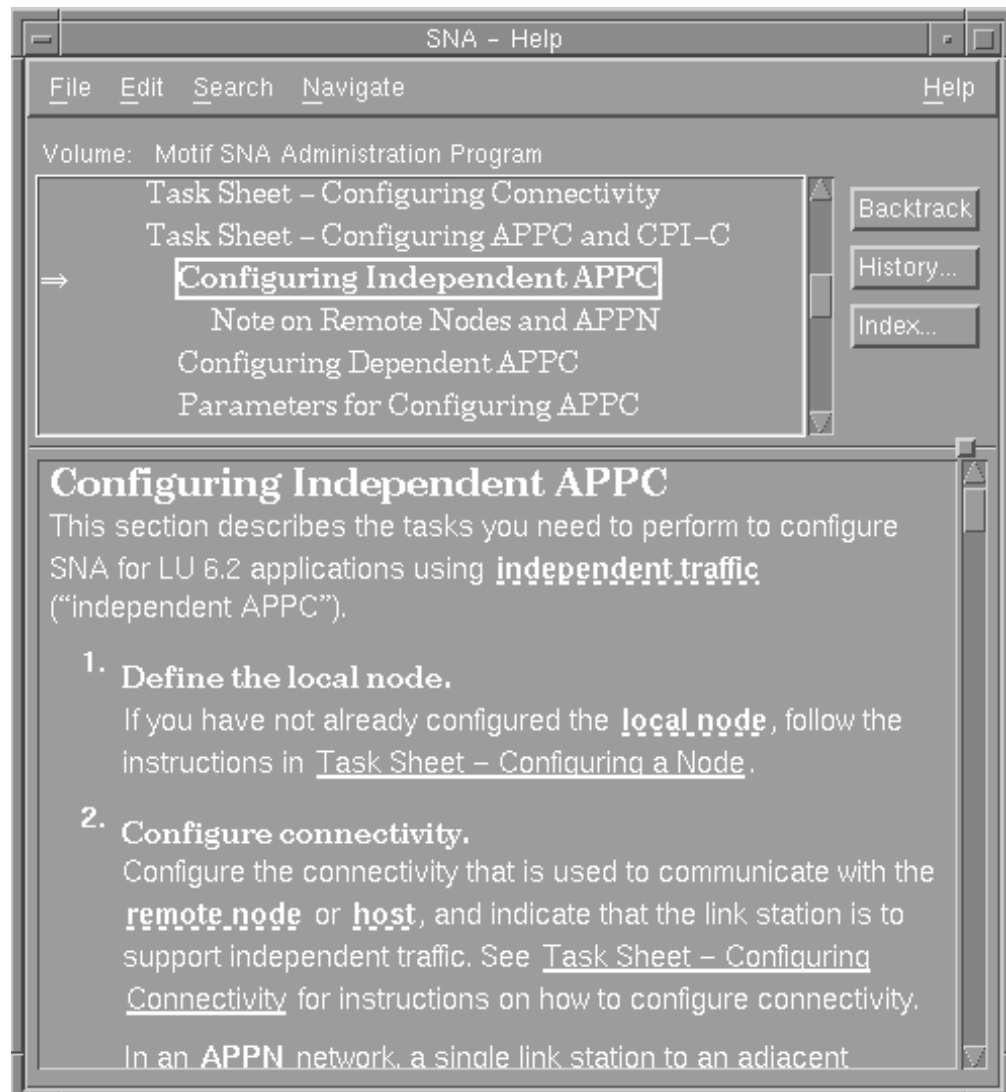 SNA – Help
File Edit Search Navigate Help
Volume: Motif SNA Administration Program
Task Sheet – Configuring Connectivity
Task Sheet – Configuring APPC and CPI–C
⇒ Configuring Independent APPC
Note on Remote Nodes and APPN
Configuring Dependent APPC
Parameters for Configuring APPC
Backtrack
History...
Index...
Configuring Independent APPC
This section describes the tasks you need to perform to configure
SNA for LU 6.2 applications using independent traffic
(“independent APPC”).
1. Define the local node.
If you have not already configured the local node, follow the
instructions in Task Sheet – Configuring a Node.
2. Configure connectivity.
Configure the connectivity that is used to communicate with the
remote node or host, and indicate that the link station is to
support independent traffic. See Task Sheet – Configuring
Connectivity for instructions on how to configure connectivity.
In an APPN network, a single link station to an adjacent